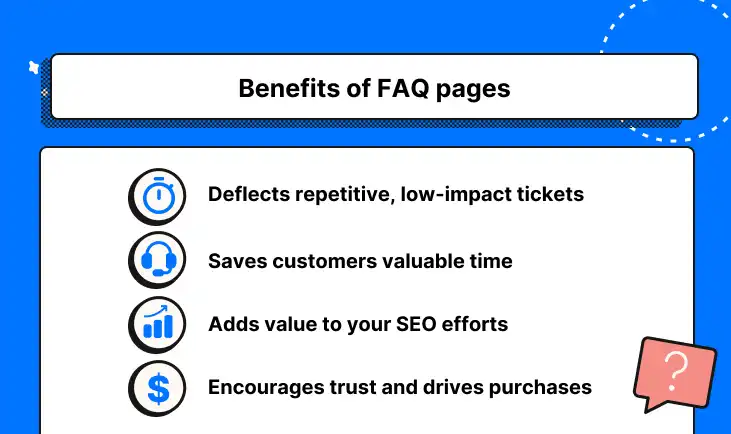 Benefits of FAQ pages
Deflects repetitive, low-impact tickets
Saves customers valuable time
Adds value to your SEO efforts
$ Encourages trust and drives purchases
?